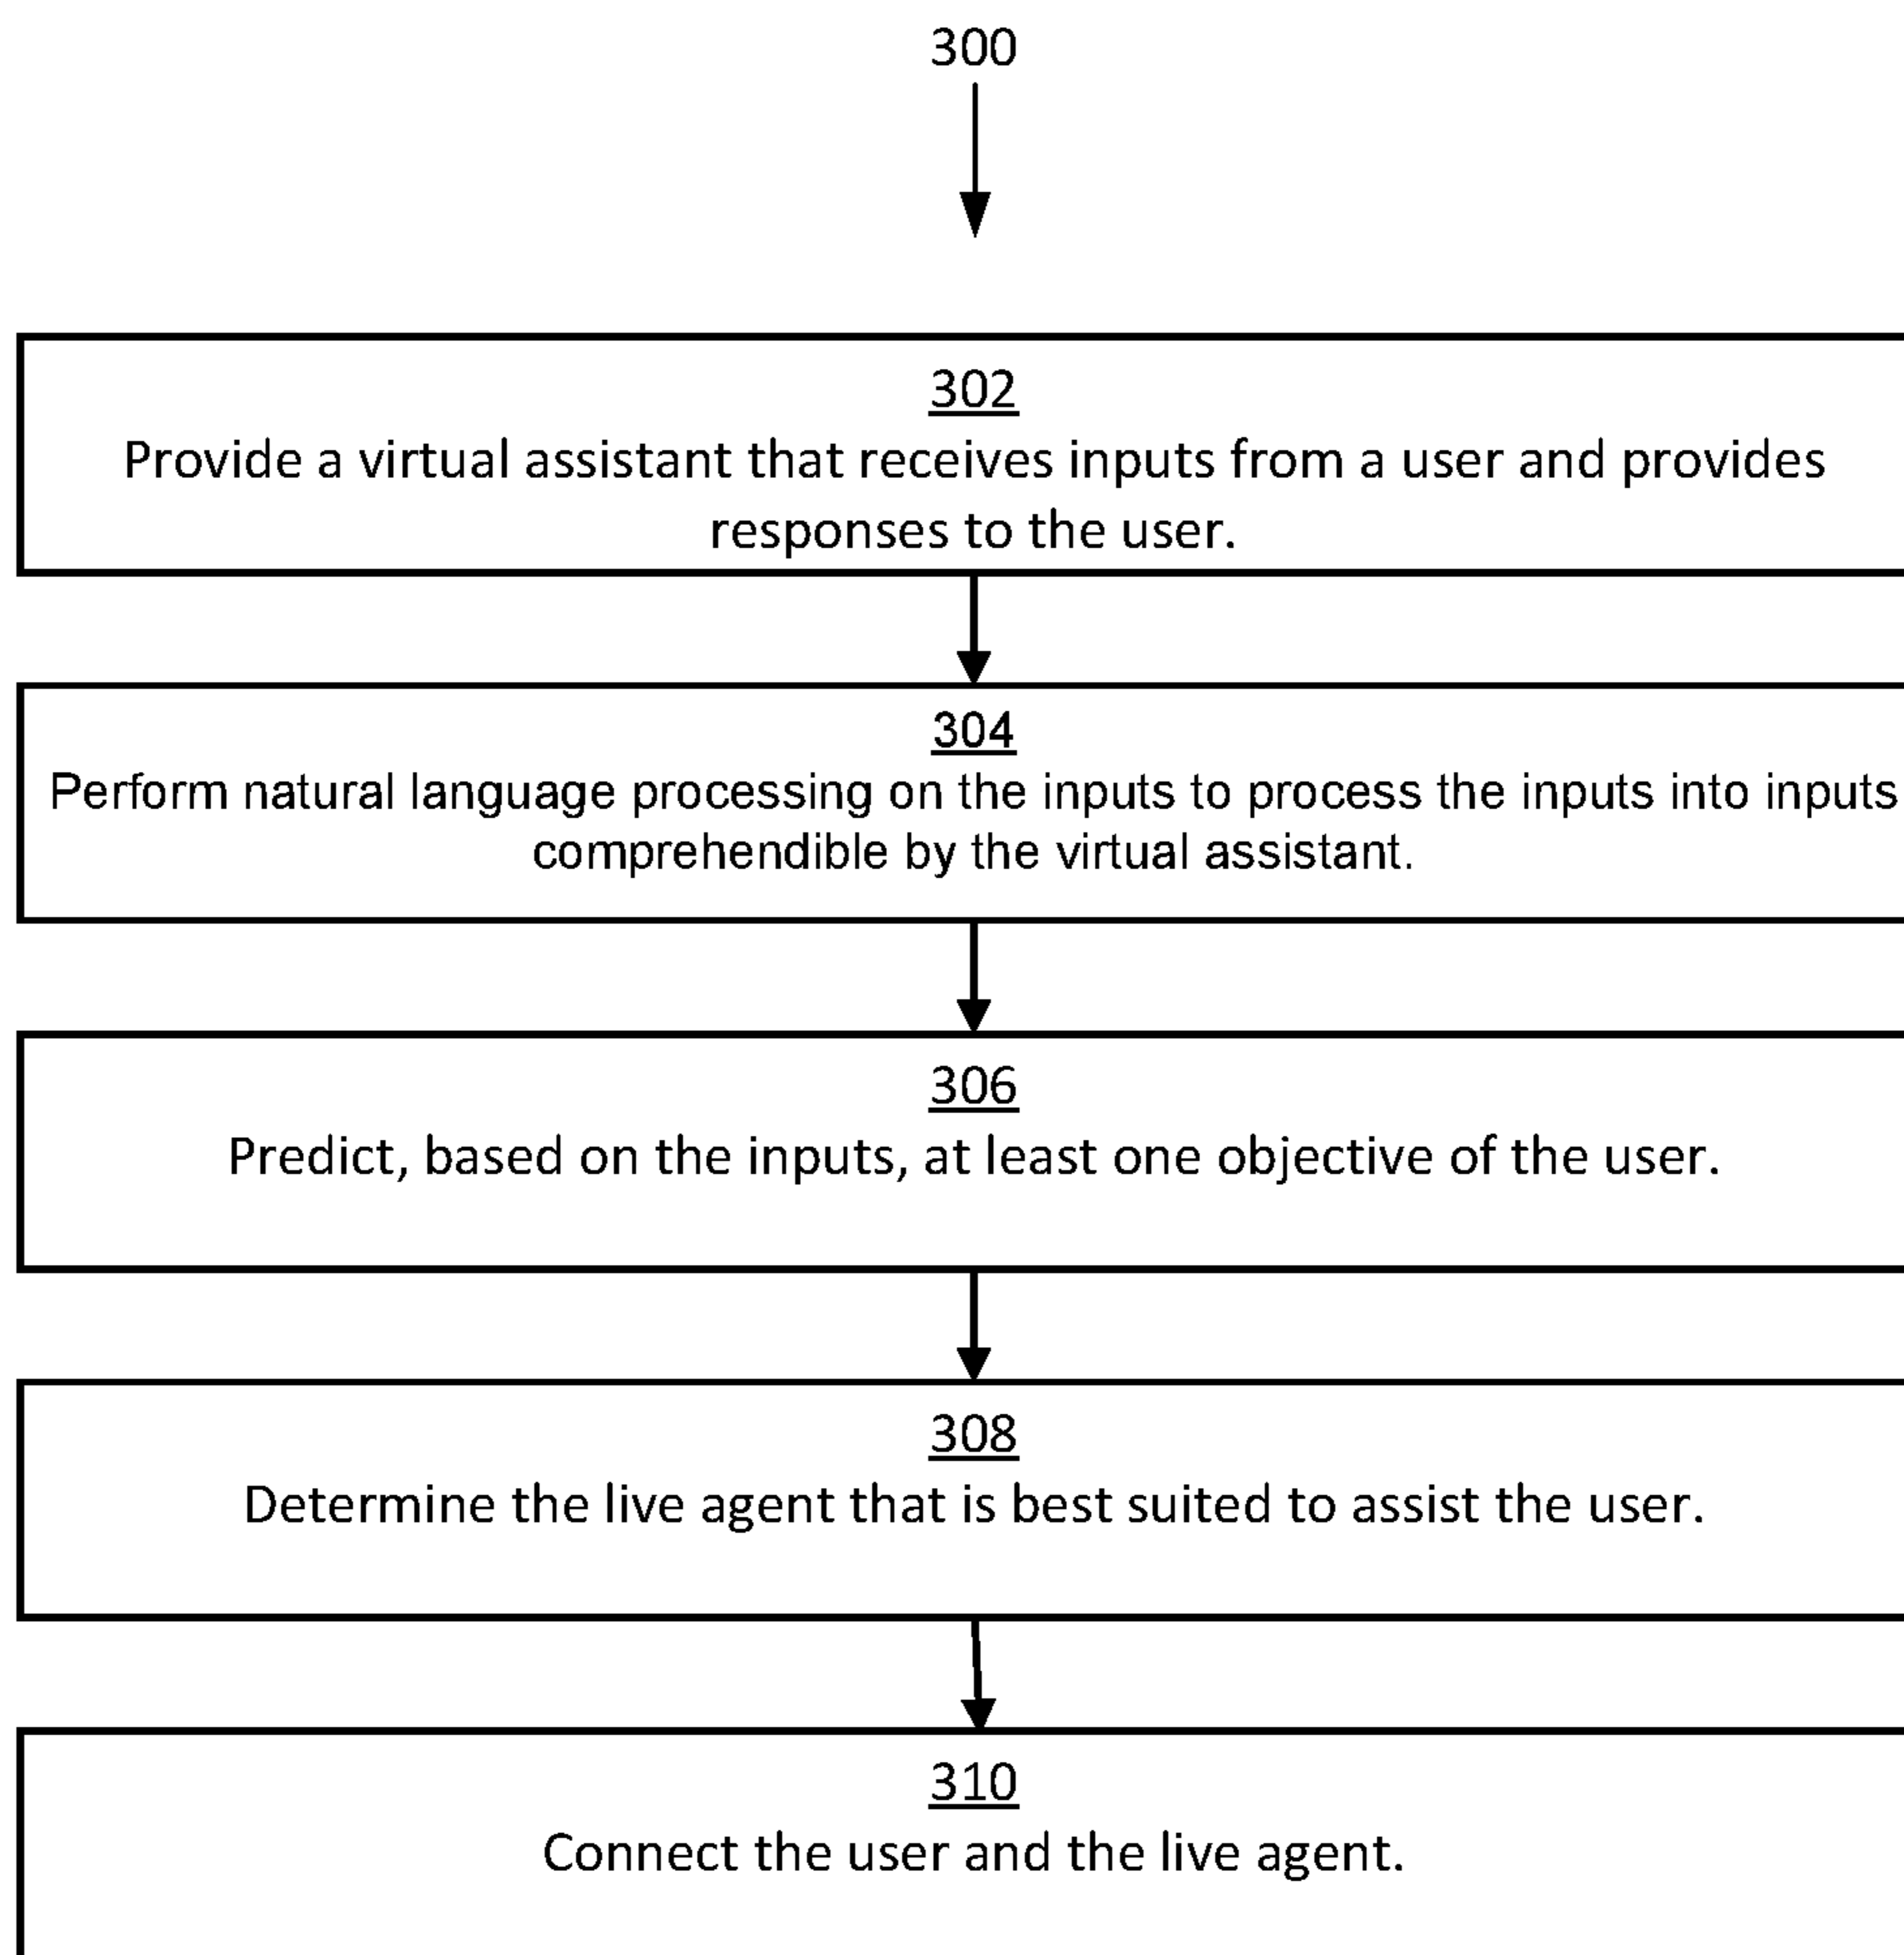 300
302
Provide a virtual assistant that receives inputs from a user and provides
responses to the user.
304
Perform natural language processing on the inputs to process the inputs into inputs
comprehendible by the virtual assistant.
306
Predict, based on the inputs, at least one objective of the user.
308
Determine the live agent that is best suited to assist the user.
310
Connect the user and the live agent.